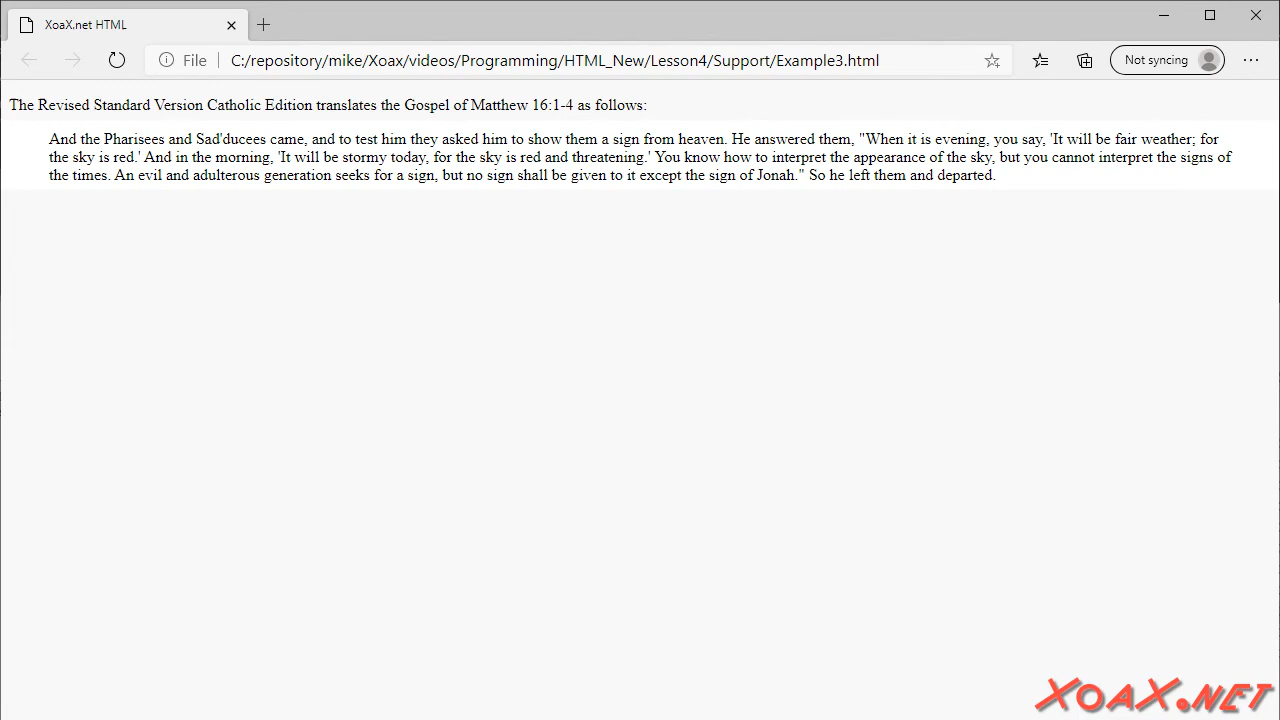 XoaX.net HTML
File
C:/repository/mike/Xoax/videos/Programming/HTML_New/Lesson4/Support/Example3.html
Not syncing
The Revised Standard Version Catholic Edition translates the Gospel of Matthew 16:1-4 as follows:
And the Pharisees and Sad'ducees came, and to test him they asked him to show them a sign from heaven. He answered them, "When it is evening, you say, 'It will be fair weather; for
the sky is red.' And in the morning, 'It will be stormy today, for the sky is red and threatening.' You know how to interpret the appearance of the sky, but you cannot interpret the signs of
the times. An evil and adulterous generation seeks for a sign, but no sign shall be given to it except the sign of Jonah." So he left them and departed.
XoaX.net